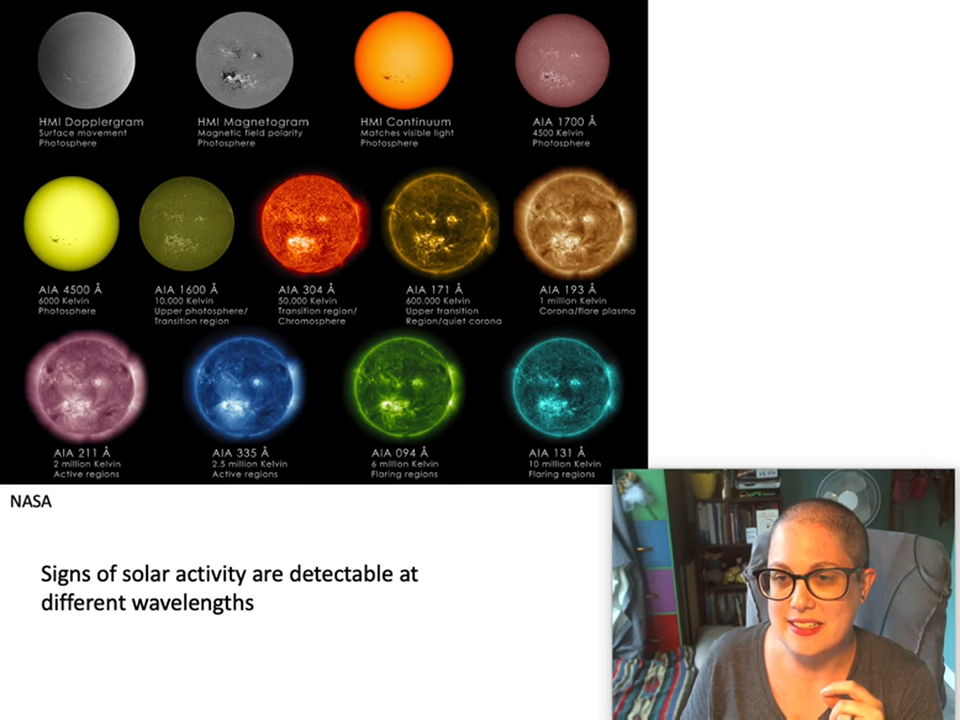 HMI Dopplergram
Surface movement
Photosphere
HMI Magnetogram
Magnetic field polarity
Photosphere
HMI Continuum
Matches visible light
Photosphere
AIA 1700 Å
4500 Kelvin
Photosphere
AIA 4500 Å
6000 Kelvin
Photosphere
AIA 1600 Å
10,000 Kelvin
Upper photosphere/
Transition region
AIA 304 Å
50,000 Kelvin
Transition region/
Chromosphere
AIA 171 Å
600,000 Kelvin
Upper transition
Region/quiet corona
AIA 193 Å
1 million Kelvin
Corona/flare plasma
AIA 211 Å
2 million Kelvin
Active regions
AIA 335 Å
2.5 million Kelvin
Active regions
AIA 094 Å
6 million Kelvin
Flaring regions
AIA 131 Å
10 million Kelvin
Flaring regions
NASA
Signs of solar activity are detectable at
different wavelengths